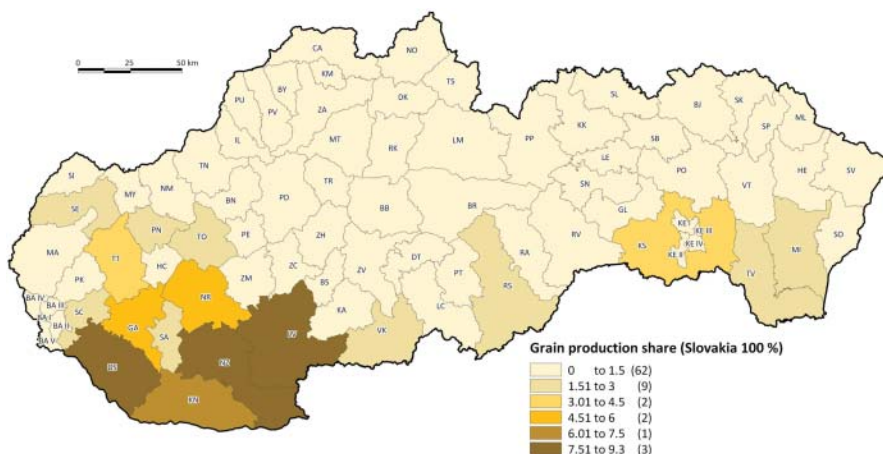 CA
NO
0 25 50 km
KM
TS
BY
PU
PV
ZA
DK
SL
BJ
SK
ML
SP
KK
IL
MT
RK
LM
PP
SB
LE
TN
PO
HE
SV
SI
MY
NM
TR
SN
VT
BN
PD
BB
BR
GL
SE
PN
TO
PE
ZH
RV
KE I
KE III
KS
KE IV
KE II
SO
MI
MA
TT
HC
ZM
ZC
BS
ZV
DT
PT
RA
TV
PK
NR
KA
LC
RS
BA IV
BA III
BA I
BA II
BA V
SC
GA
SA
VK
DS
NZ
LV
KN
Grain production share (Slovakia 100 %)
0 to 1.5 (62)
1.51 to 3 (9)
3.01 to 4.5 (2)
4.51 to 6 (2)
6.01 to 7.5 (1)
7.51 to 9.3 (3)